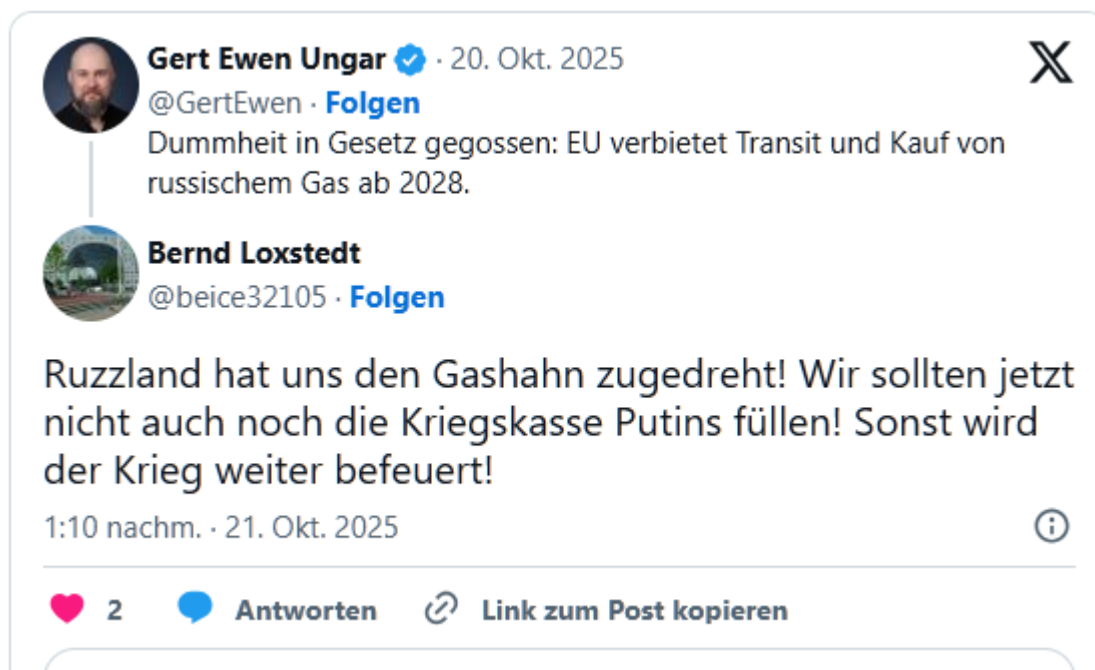 Gert Ewen Ungar · 20. Okt. 2025
@GertEwen · Folgen
Dummheit in Gesetz gegossen: EU verbietet Transit und Kauf von
russischem Gas ab 2028.
Bernd Loxstedt
@beice32105 · Folgen
Ruzzland hat uns den Gashahn zugedreht! Wir sollten jetzt
nicht auch noch die Kriegskasse Putins füllen! Sonst wird
der Krieg weiter befeuert!
1:10 nachm. · 21. Okt. 2025
2 Antworten Link zum Post kopieren